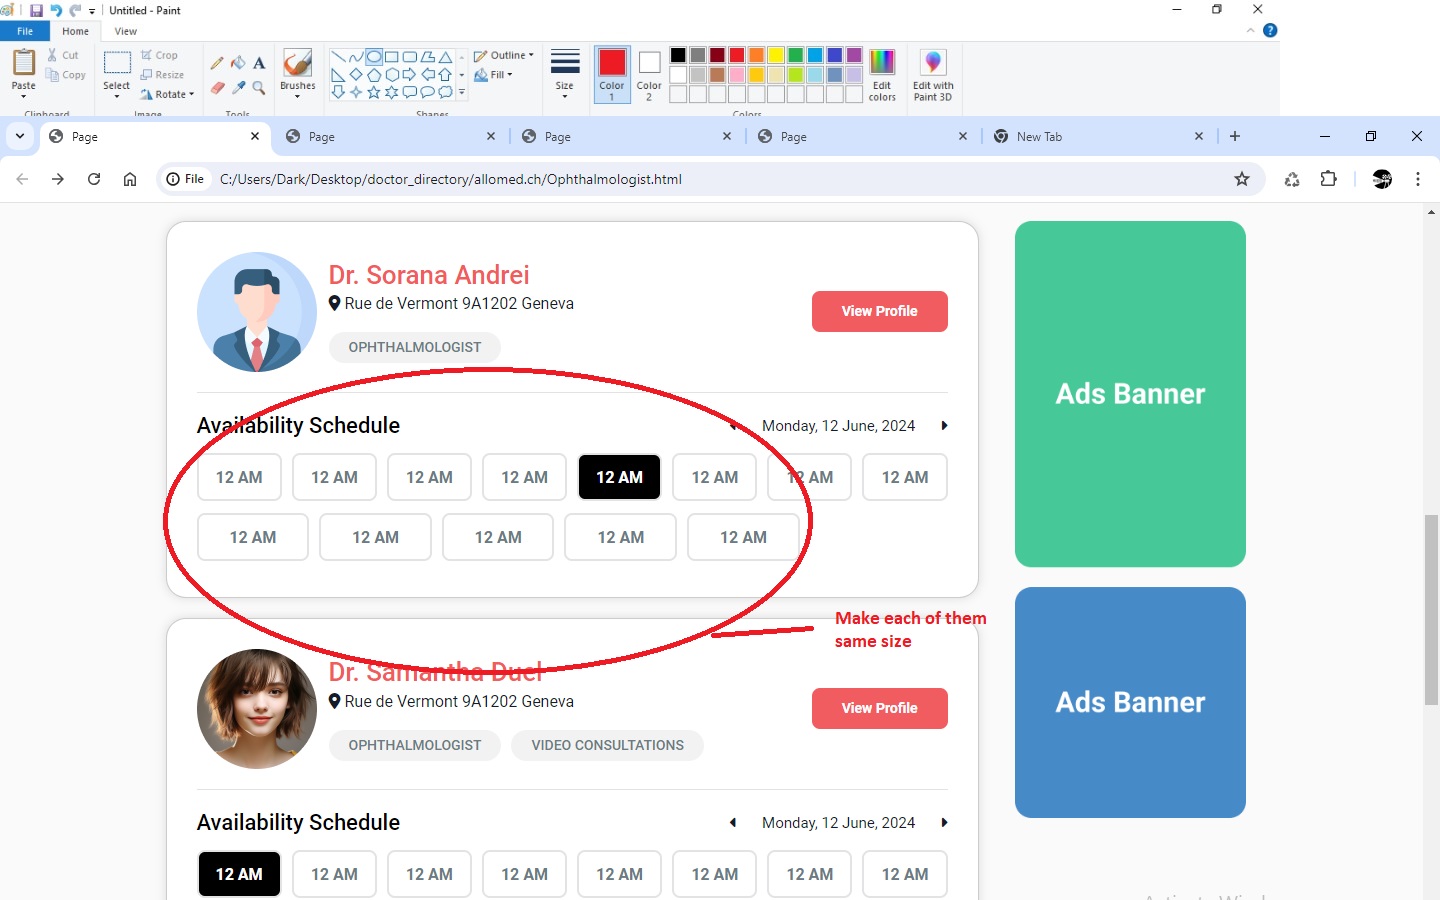 Untitled - Paint
File
Home
View
Paste
Cut
Copy
Select
Crop
Resize
Rotate
Brushes
Outline
Fill
Size
Color
1
Color
2
Edit
colors
Edit with
Paint 3D
Clipboard
Image
Tools
Shapes
Colors
Page
Page
Page
Page
New Tab
File
C:/Users/Dark/Desktop/doctor_directory/allomed.ch/Ophthalmologist.html
Dr. Sorana Andrei
Rue de Vermont 9A1202 Geneva
OPHTHALMOLOGIST
View Profile
Availability Schedule
Monday, 12 June, 2024
12 AM 12 AM 12 AM 12 AM 12 AM 12 AM 12 AM 12 AM
12 AM 12 AM 12 AM 12 AM 12 AM
Make each of them
same size
Dr. Samantha Duel
Rue de Vermont 9A1202 Geneva
OPHTHALMOLOGIST
VIDEO CONSULTATIONS
View Profile
Availability Schedule
Monday, 12 June, 2024
12 AM 12 AM 12 AM 12 AM 12 AM 12 AM 12 AM 12 AM
Ads Banner
Ads Banner